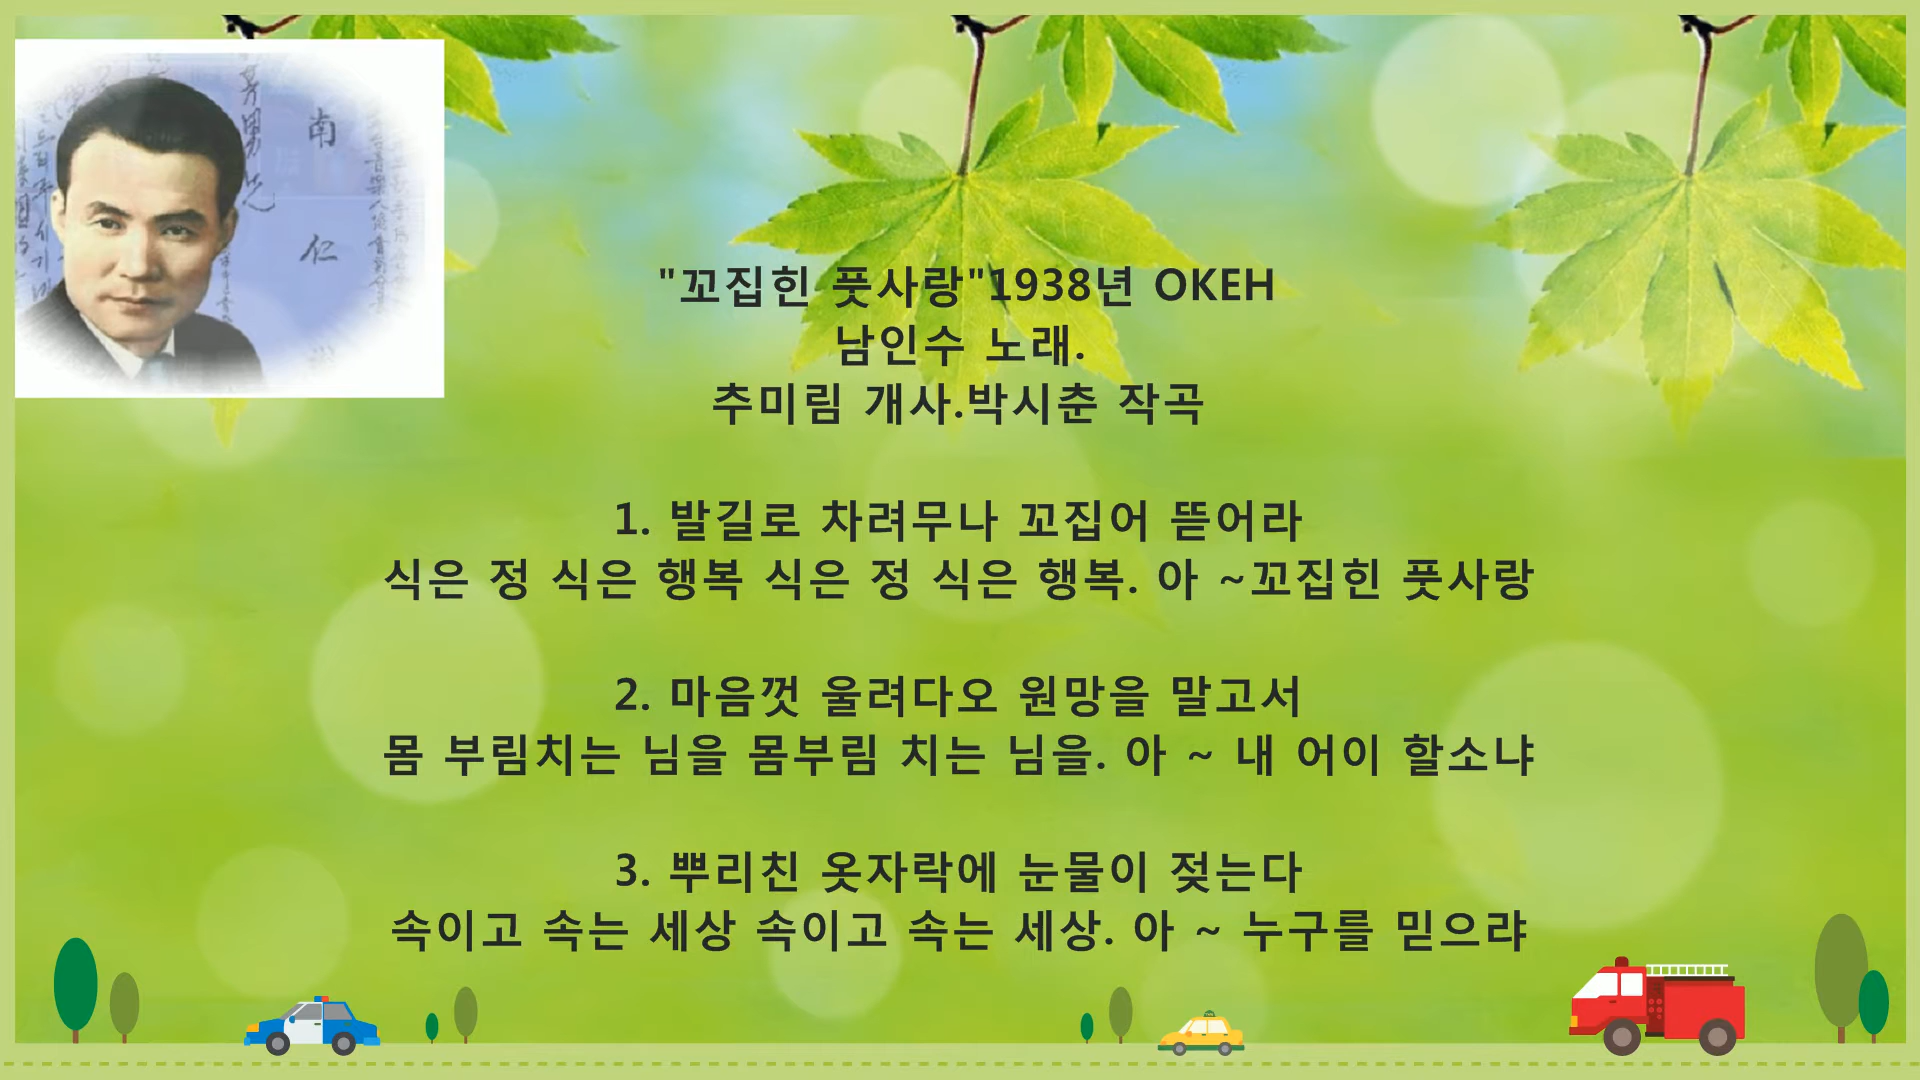 南
仁
"꼬집힌 풋사랑"1938년 OKEH
남인수 노래.
추미림 개사.박시춘 작곡
1. 발길로 차려무나 꼬집어 뜯어라
식은 정 식은 행복 식은 정 식은 행복. 아 ~꼬집힌 풋사랑
2. 마음껏 울려다오 원망을 말고서
몸 부림치는 님을 몸부림 치는 님을. 아 ~ 내 어이 할소냐
3. 뿌리친 옷자락에 눈물이 젖는다
속이고 속는 세상 속이고 속는 세상. 아 ~ 누구를 믿으랴